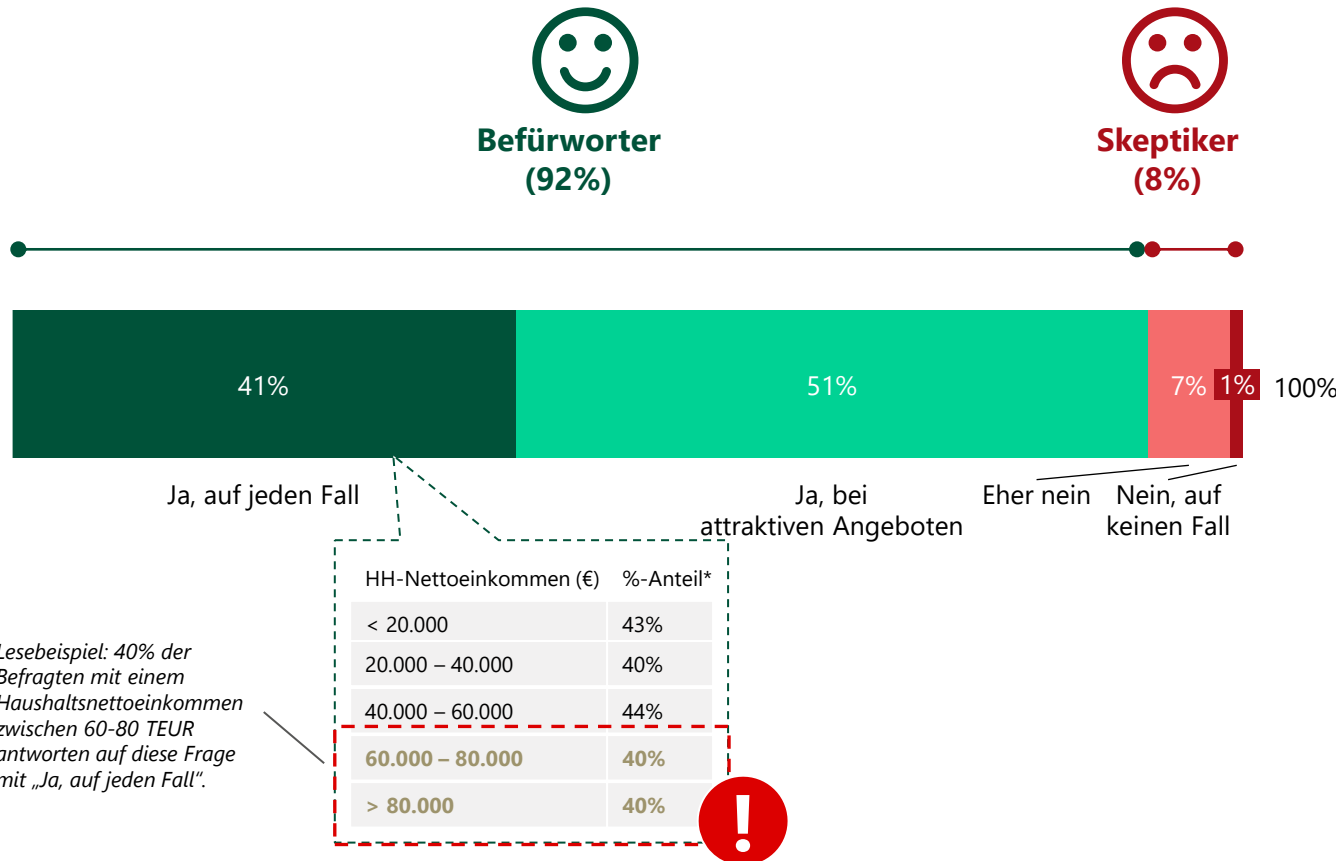 Befürworter
(92%)
Skeptiker
(8%)
41%
51%
7%
1%
100%
Ja, auf jeden Fall
Ja, bei
attraktiven Angeboten
Eher nein
Nein, auf
keinen Fall
HH-Nettoeinkommen (€) %-Anteil*
< 20.000 43%
20.000 – 40.000 40%
40.000 – 60.000 44%
60.000 – 80.000 40%
> 80.000 40%
!
Lesebeispiel: 40% der
Befragten mit einem
Haushaltsnettoeinkommen
zwischen 60-80 TEUR
antworten auf diese Frage
mit „Ja, auf jeden Fall“.